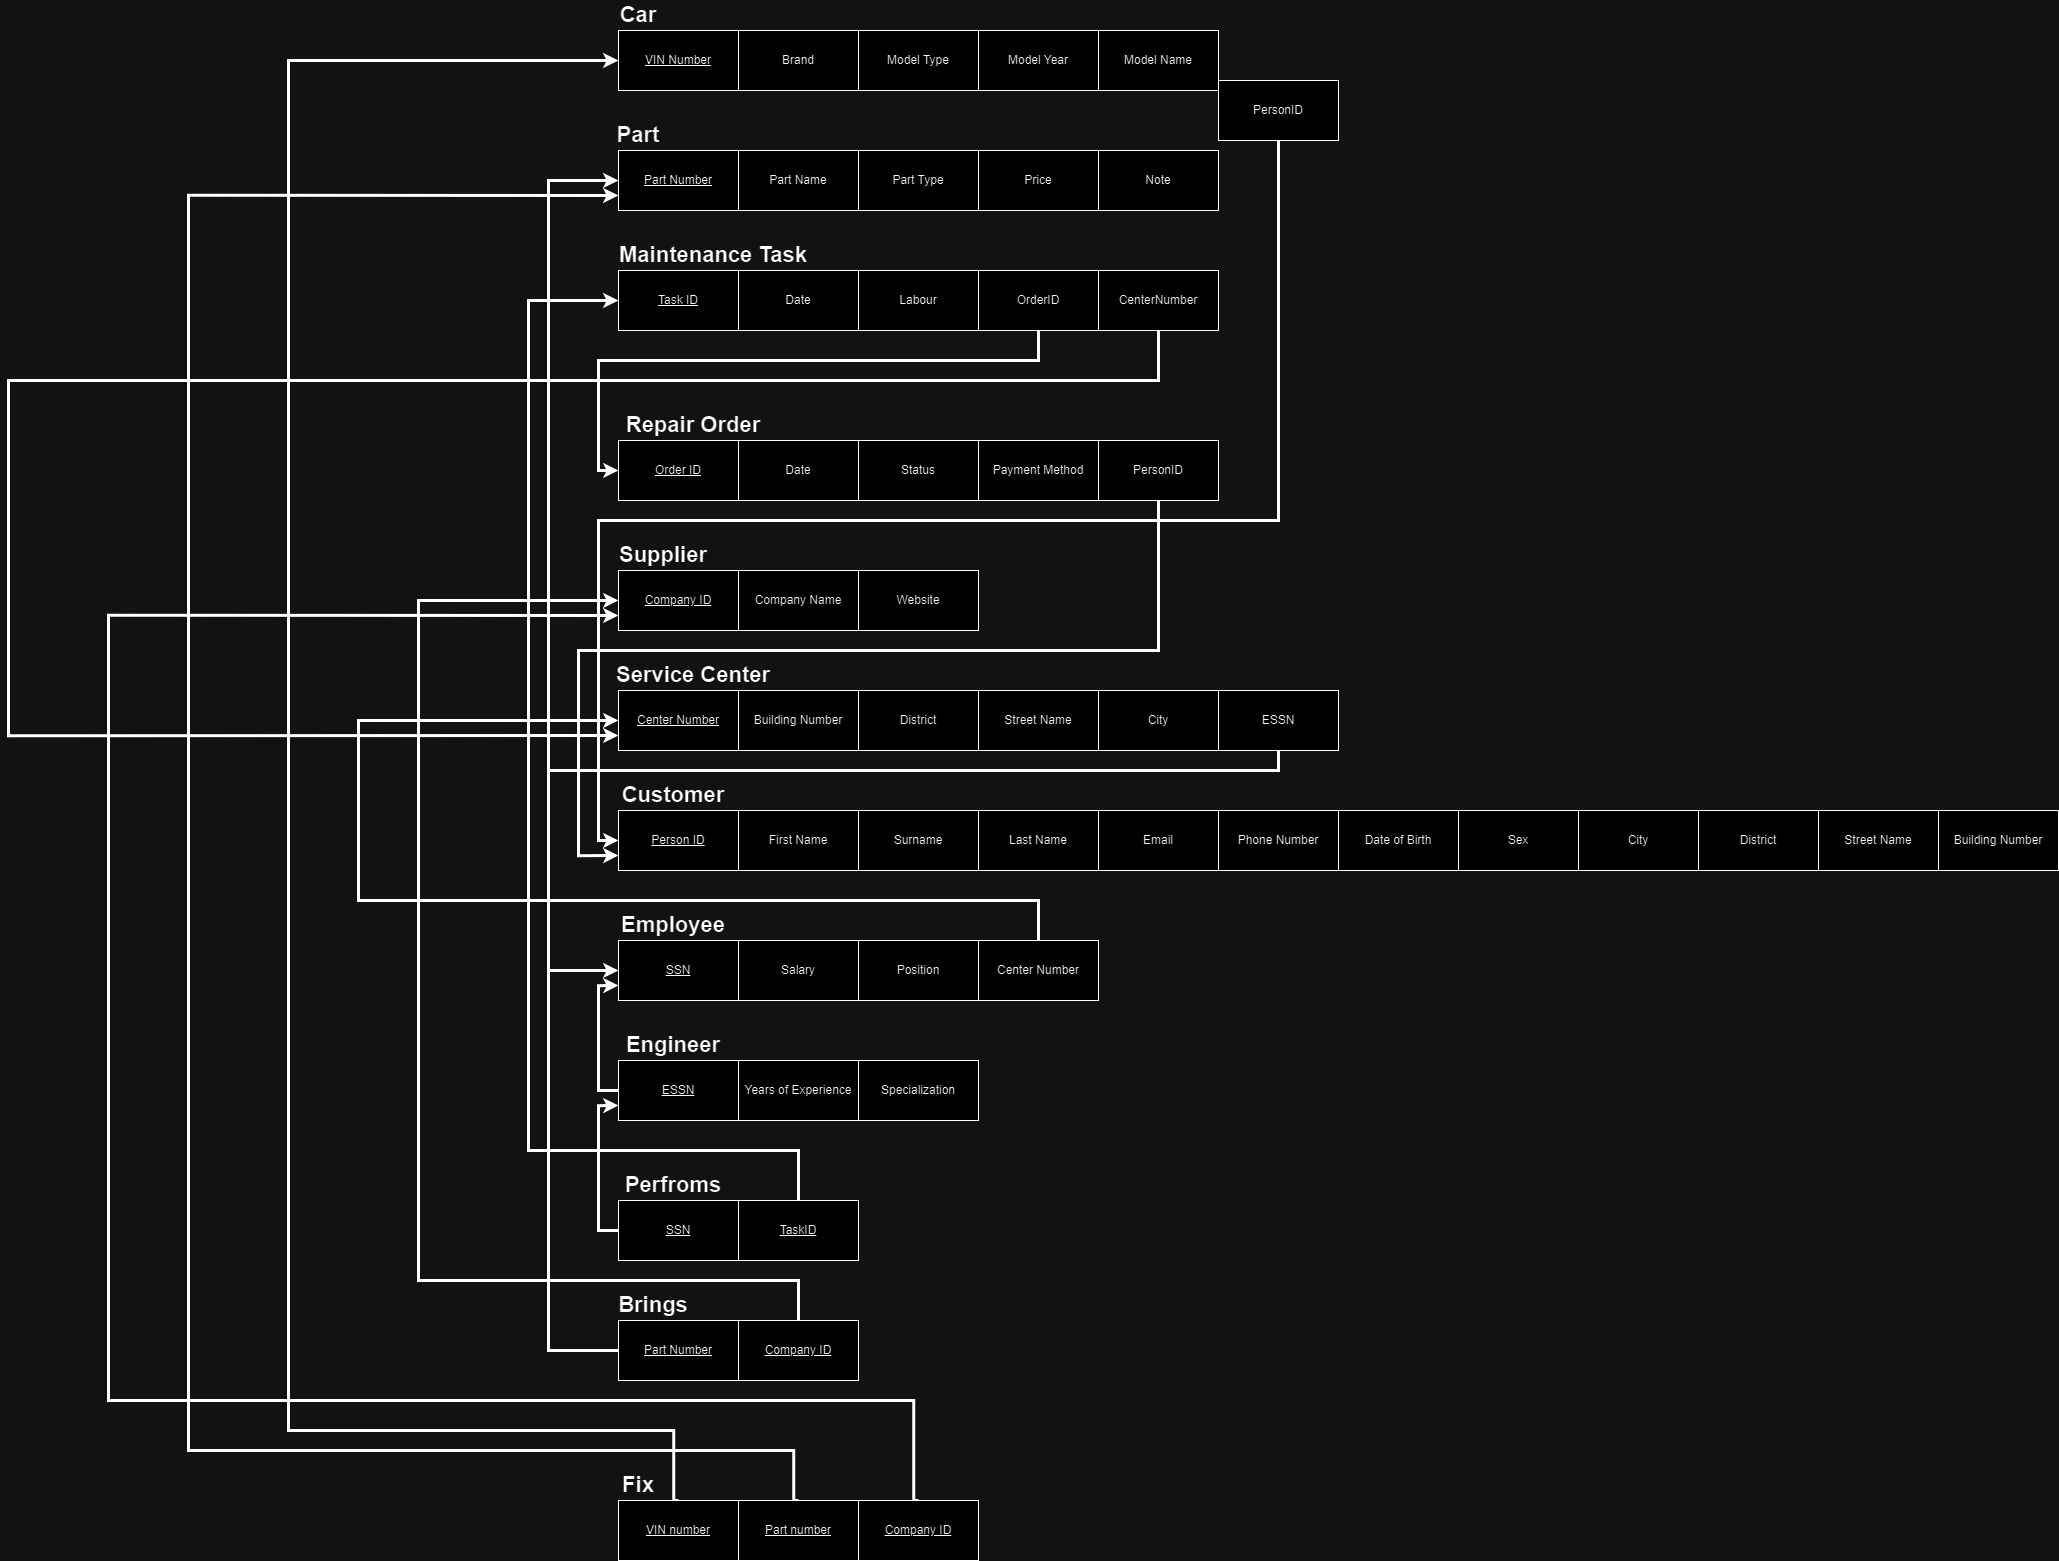 Car
VIN Number Brand Model Type Model Year Model Name
PersonID
Part
Part Number Part Name Part Type Price Note
Maintenance Task
Task ID Date Labour OrderID CenterNumber
Repair Order
Order ID Date Status Payment Method PersonID
Supplier
Company ID Company Name Website
Service Center
Center Number Building Number District Street Name City ESSN
Customer
Person ID First Name Surname Last Name Email Phone Number Date of Birth Sex City District Street Name Building Number
Employee
SSN Salary Position Center Number
Engineer
ESSN Years of Experience Specialization
Perfroms
SSN TaskID
Brings
Part Number Company ID
Fix
VIN number Part number Company ID